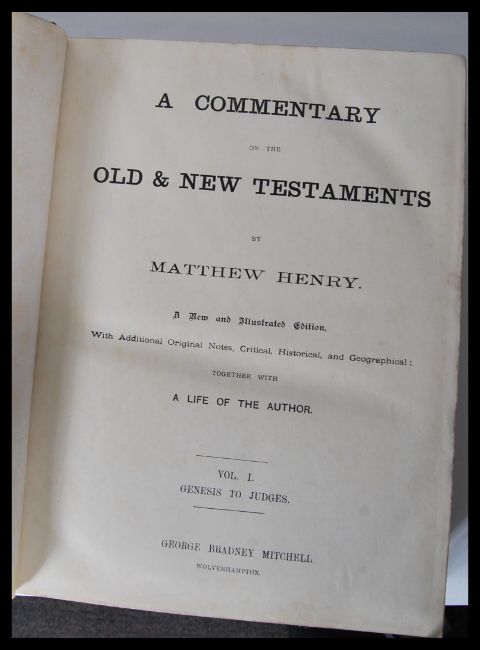 A COMMENTARY
ON THE
OLD & NEW TESTAMENTS
BY
MATTHEW HENRY.
A New and Illustrated Edition,
With Additional Original Notes, Critical, Historical, and Geographical:
TOGETHER WITH
A LIFE OF THE AUTHOR.
VOL. I.
GENESIS TO JUDGES.
GEORGE BRADNEY MITCHELL.
WOLVERHAMPTON.